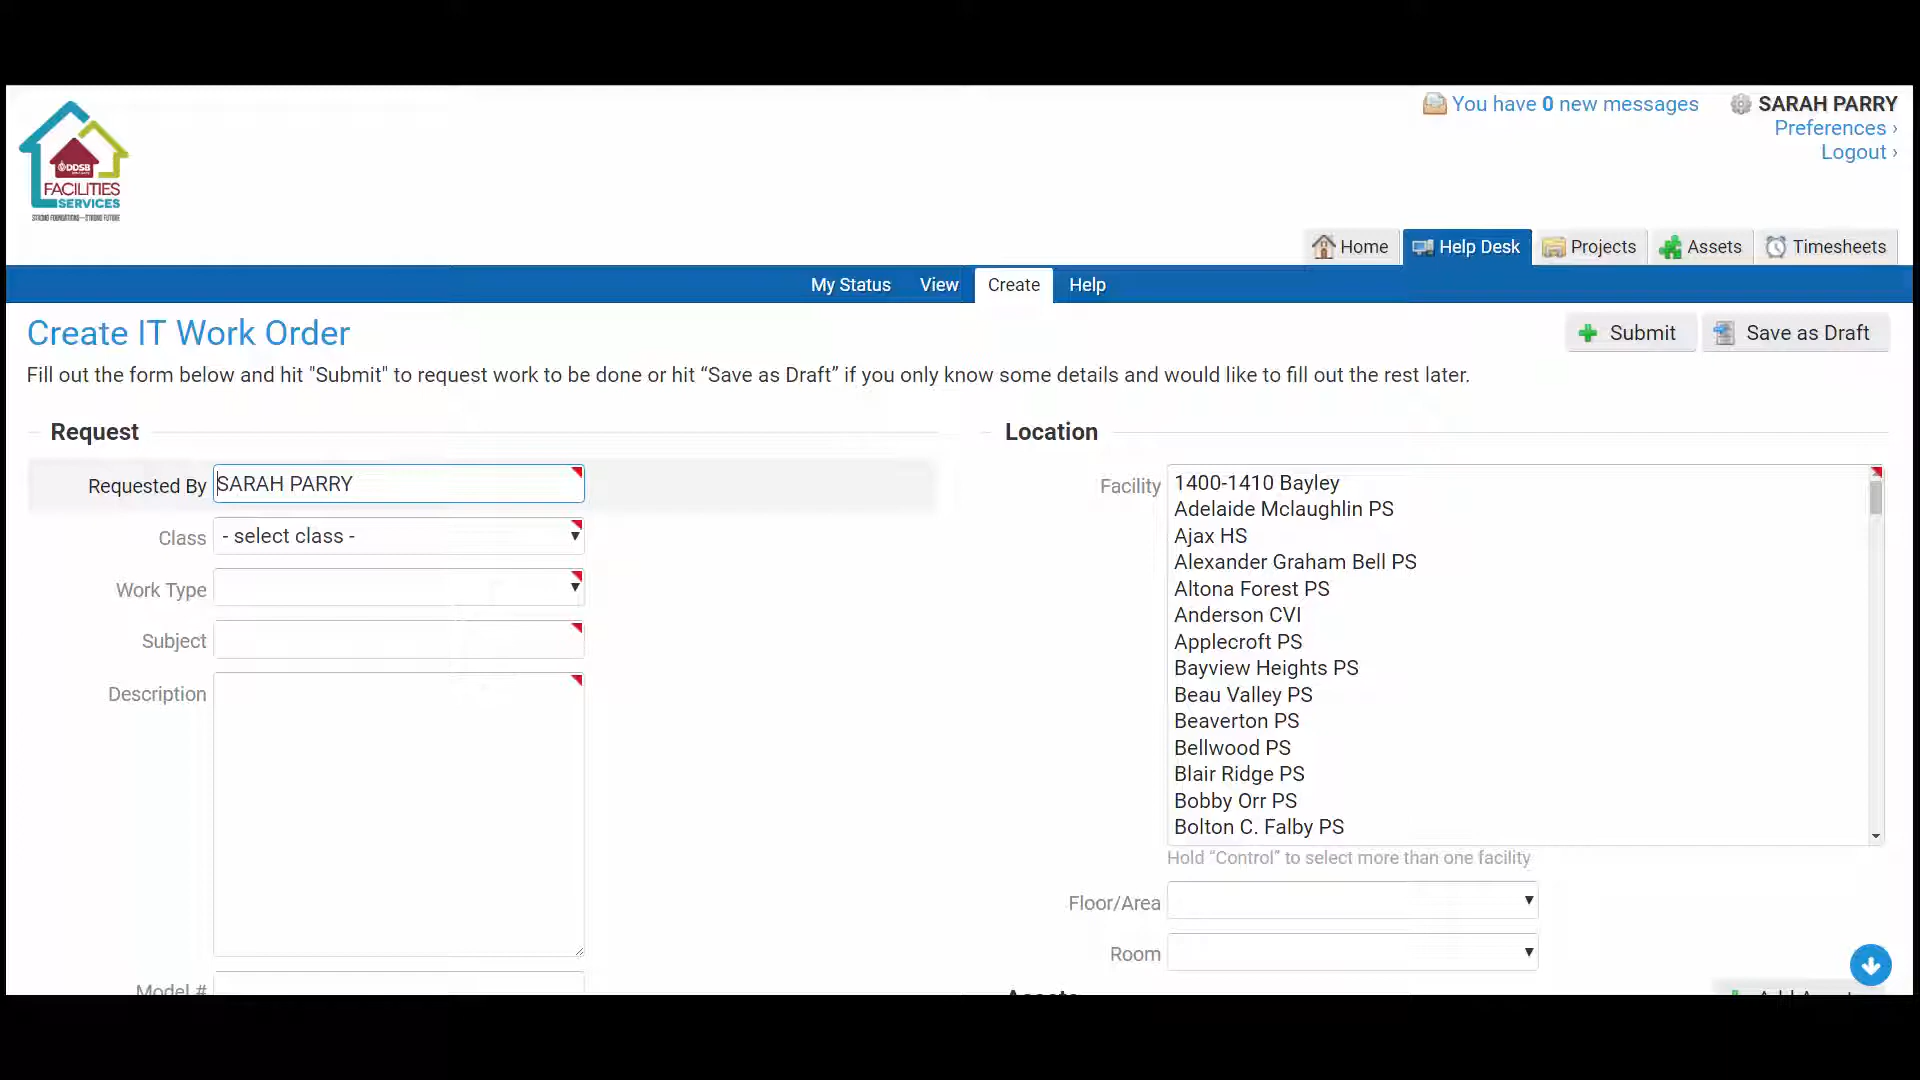 DDSB
FACILITIES
SERVICES
STRONG FOUNDATIONS—STRONG FUTURE
You have 0 new messages
SARAH PARRY
Preferences ›
Logout ›
Home
Help Desk
Projects
Assets
Timesheets
My Status
View
Create
Help
Create IT Work Order
Submit
Save as Draft
Fill out the form below and hit "Submit" to request work to be done or hit “Save as Draft” if you only know some details and would like to fill out the rest later.
Request
Requested By SARAH PARRY
Class - select class -
Work Type
Subject
Description
Model #
Location
Facility
1400-1410 Bayley
Adelaide Mclaughlin PS
Ajax HS
Alexander Graham Bell PS
Altona Forest PS
Anderson CVI
Applecroft PS
Bayview Heights PS
Beau Valley PS
Beaverton PS
Bellwood PS
Blair Ridge PS
Bobby Orr PS
Bolton C. Falby PS
Hold “Control” to select more than one facility
Floor/Area
Room
Assets